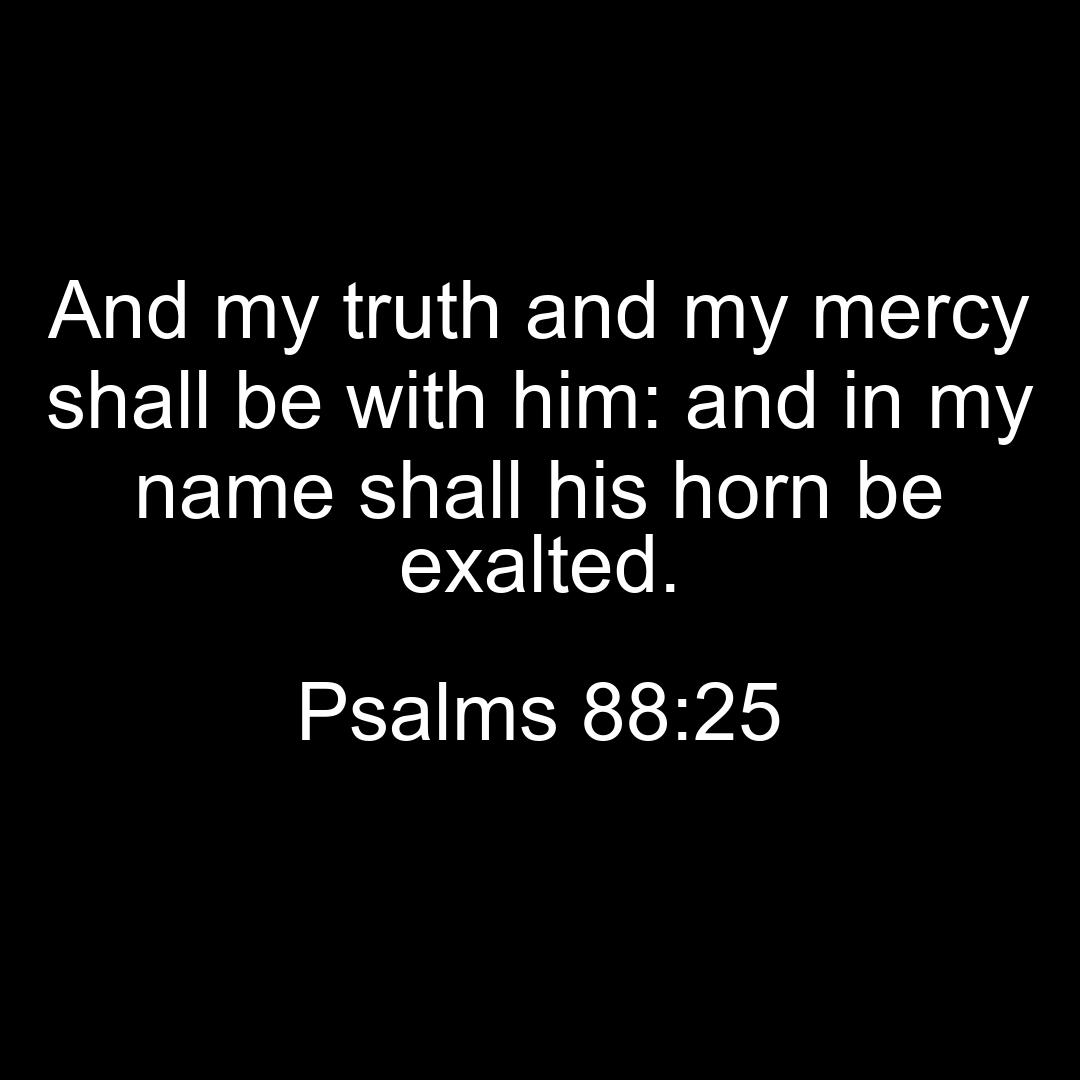 And my truth and my mercy
shall be with him: and in my
name shall his horn be
exalted.
Psalms 88:25